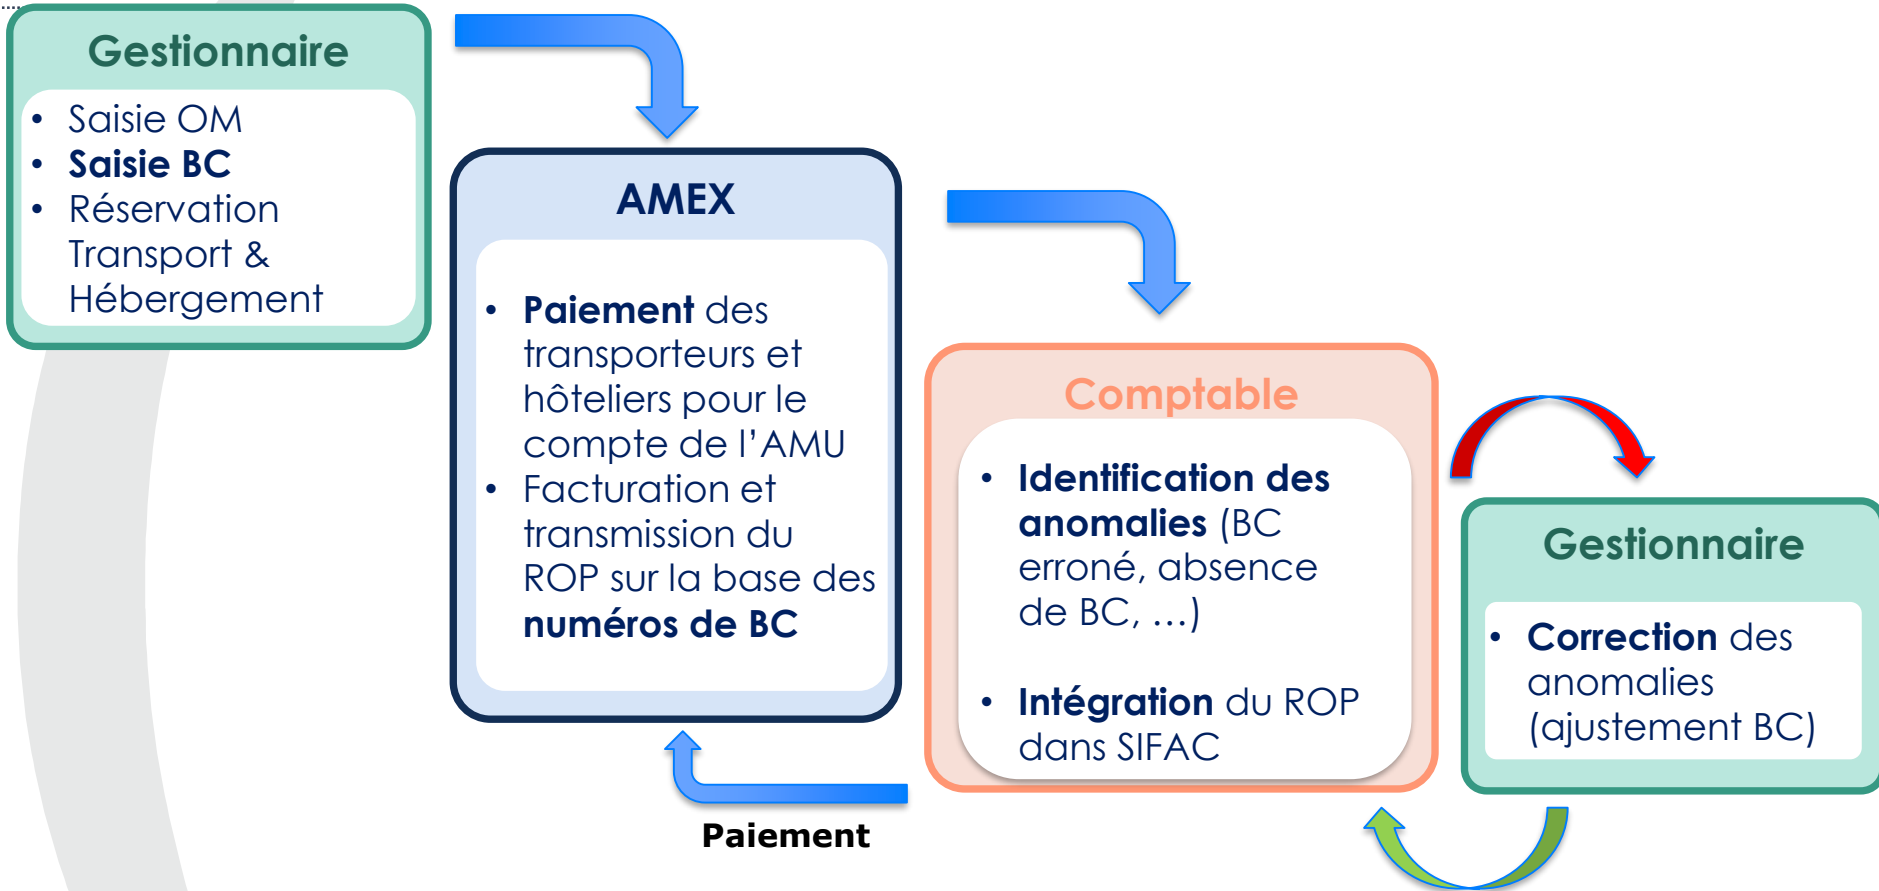 Gestionnaire
• Saisie OM
• Saisie BC
• Réservation
Transport &
Hébergement
AMEX
• Paiement des
transporteurs et
hôteliers pour le
compte de l’AMU
• Facturation et
transmission du
ROP sur la base des
numéros de BC
Comptable
• Identification des
anomalies (BC
erroné, absence
de BC, …)
• Intégration du ROP
dans SIFAC
Gestionnaire
• Correction des
anomalies
(ajustement BC)
Paiement